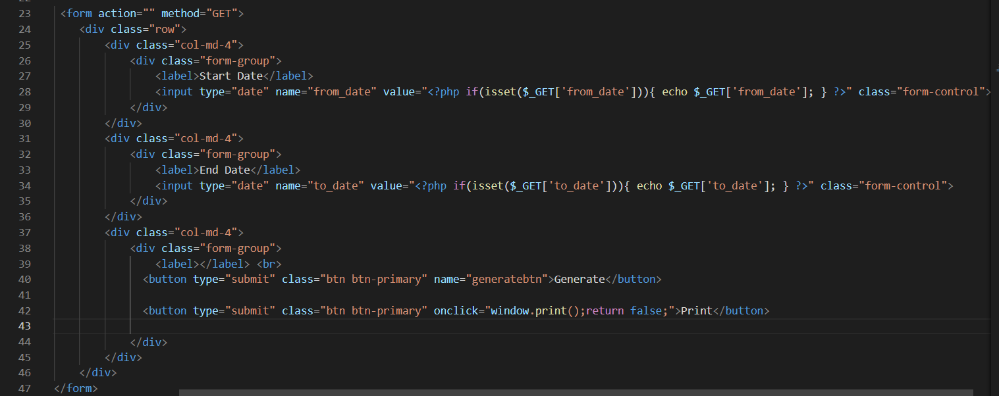 23 <form action="" method="GET">
24 <div class="row">
25 <div class="col-md-4">
26 <div class="form-group">
27 <label>Start Date</label>
28 <input type="date" name="from_date" value="<?php if(isset($_GET['from_date'])){ echo $_GET['from_date']; } ?>" class="form-control">
29 </div>
30 </div>
31 <div class="col-md-4">
32 <div class="form-group">
33 <label>End Date</label>
34 <input type="date" name="to_date" value="<?php if(isset($_GET['to_date'])){ echo $_GET['to_date']; } ?>" class="form-control">
35 </div>
36 </div>
37 <div class="col-md-4">
38 <div class="form-group">
39 <label></label> <br>
40 <button type="submit" class="btn btn-primary" name="generatebtn">Generate</button>
41
42 <button type="submit" class="btn btn-primary" onclick="window.print();return false;">Print</button>
43
44 </div>
45 </div>
46 </div>
47 </form>